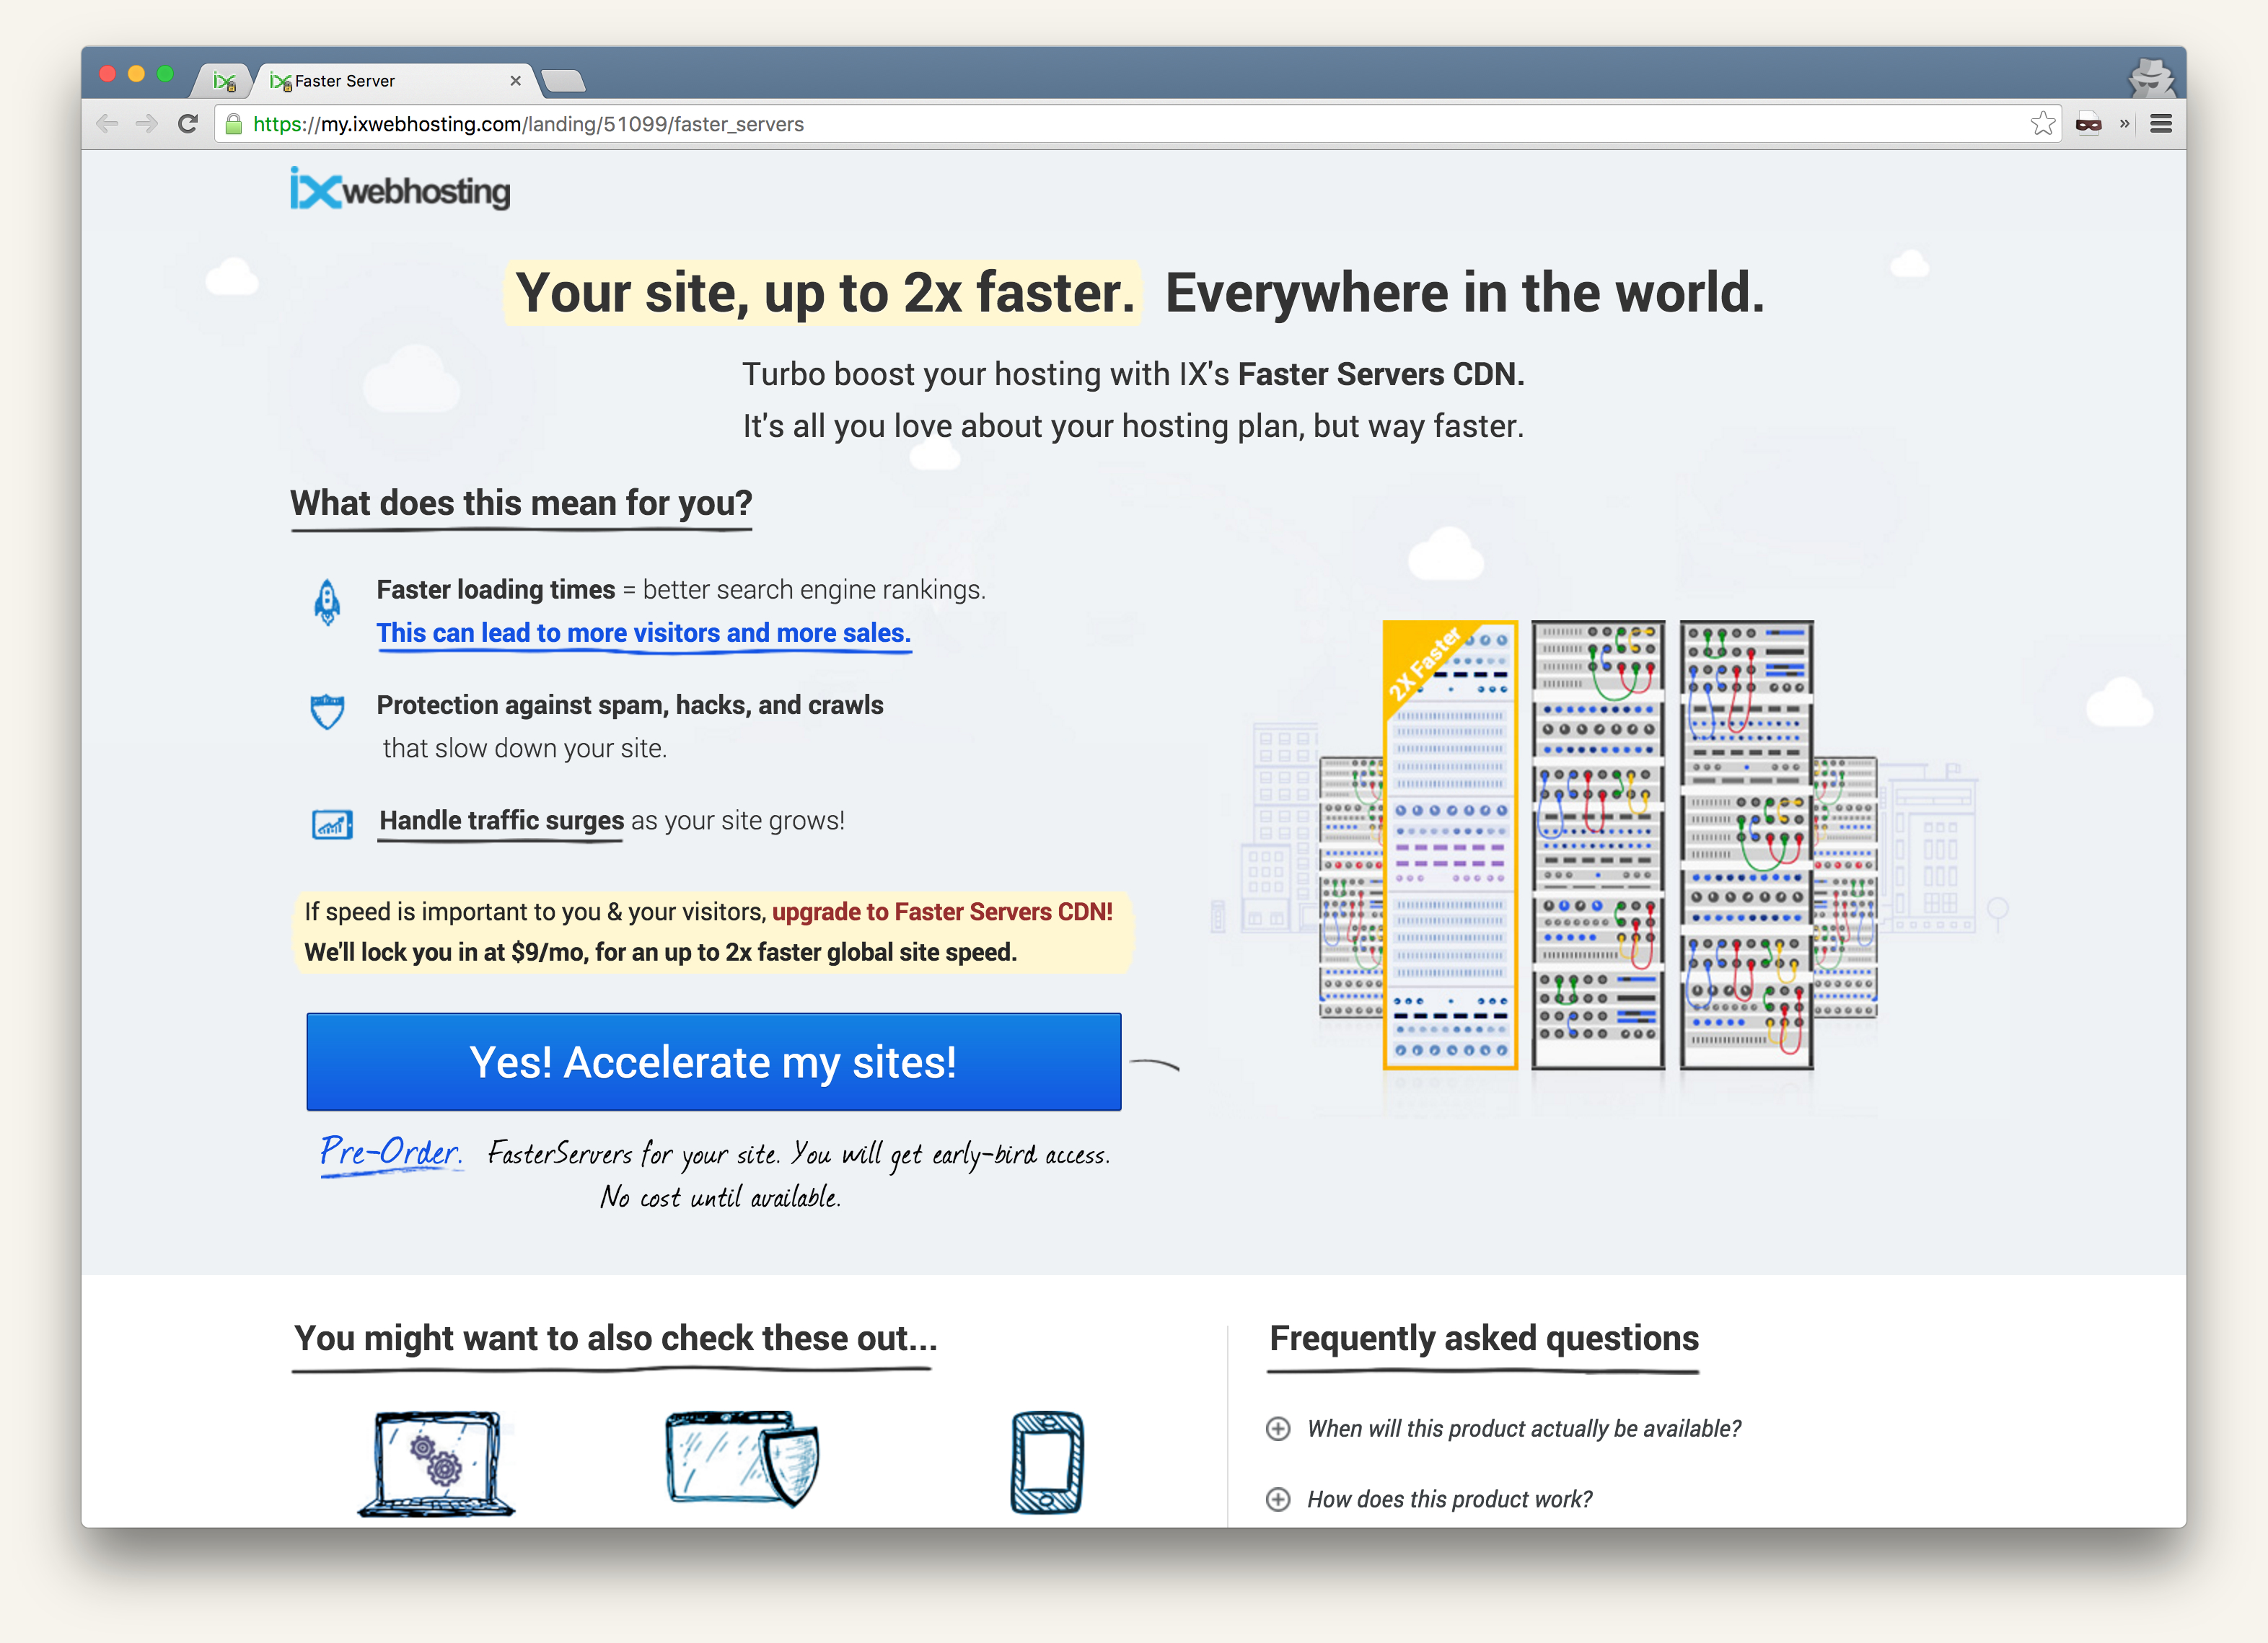 Faster Server
https://my.ixwebhosting.com/landing/51099/faster_servers
ixwebhosting
Your site, up to 2x faster. Everywhere in the world.
Turbo boost your hosting with IX's Faster Servers CDN.
It's all you love about your hosting plan, but way faster.
What does this mean for you?
Faster loading times = better search engine rankings.
This can lead to more visitors and more sales.
Protection against spam, hacks, and crawls
that slow down your site.
Handle traffic surges as your site grows!
If speed is important to you & your visitors, upgrade to Faster Servers CDN!
We'll lock you in at $9/mo, for an up to 2x faster global site speed.
Yes! Accelerate my sites!
Pre-Order. FasterServers for your site. You will get early-bird access.
No cost until available.
2X Faster
You might want to also check these out...
Frequently asked questions
When will this product actually be available?
How does this product work?